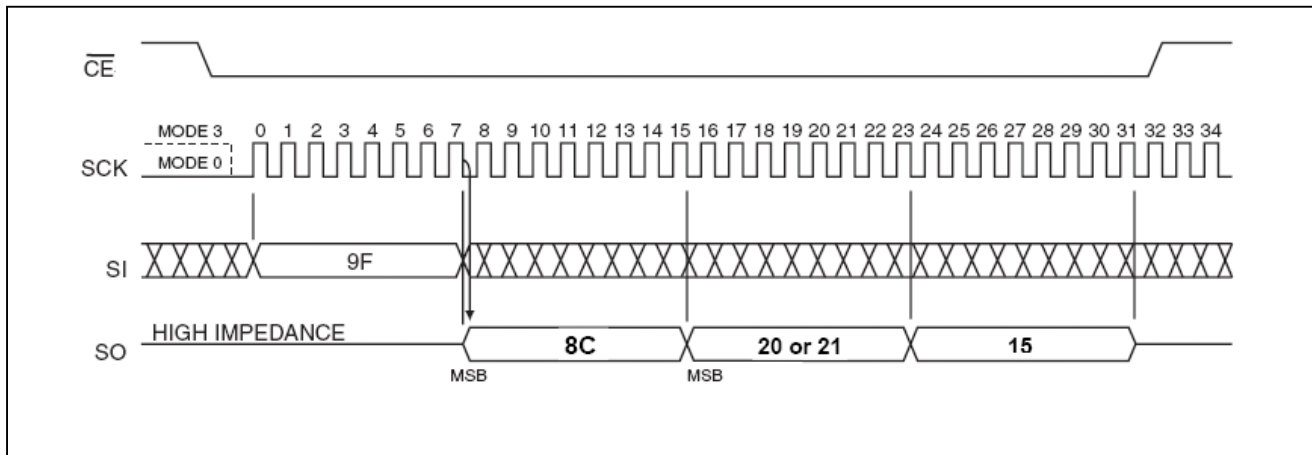 CE
MODE 3 0 1 2 3 4 5 6 7 8 9 10 11 12 13 14 15 16 17 18 19 20 21 22 23 24 25 26 27 28 29 30 31 32 33 34
SCK MODE 0
SI 9F
HIGH IMPEDANCE
SO 8C 20 or 21 15
MSB MSB